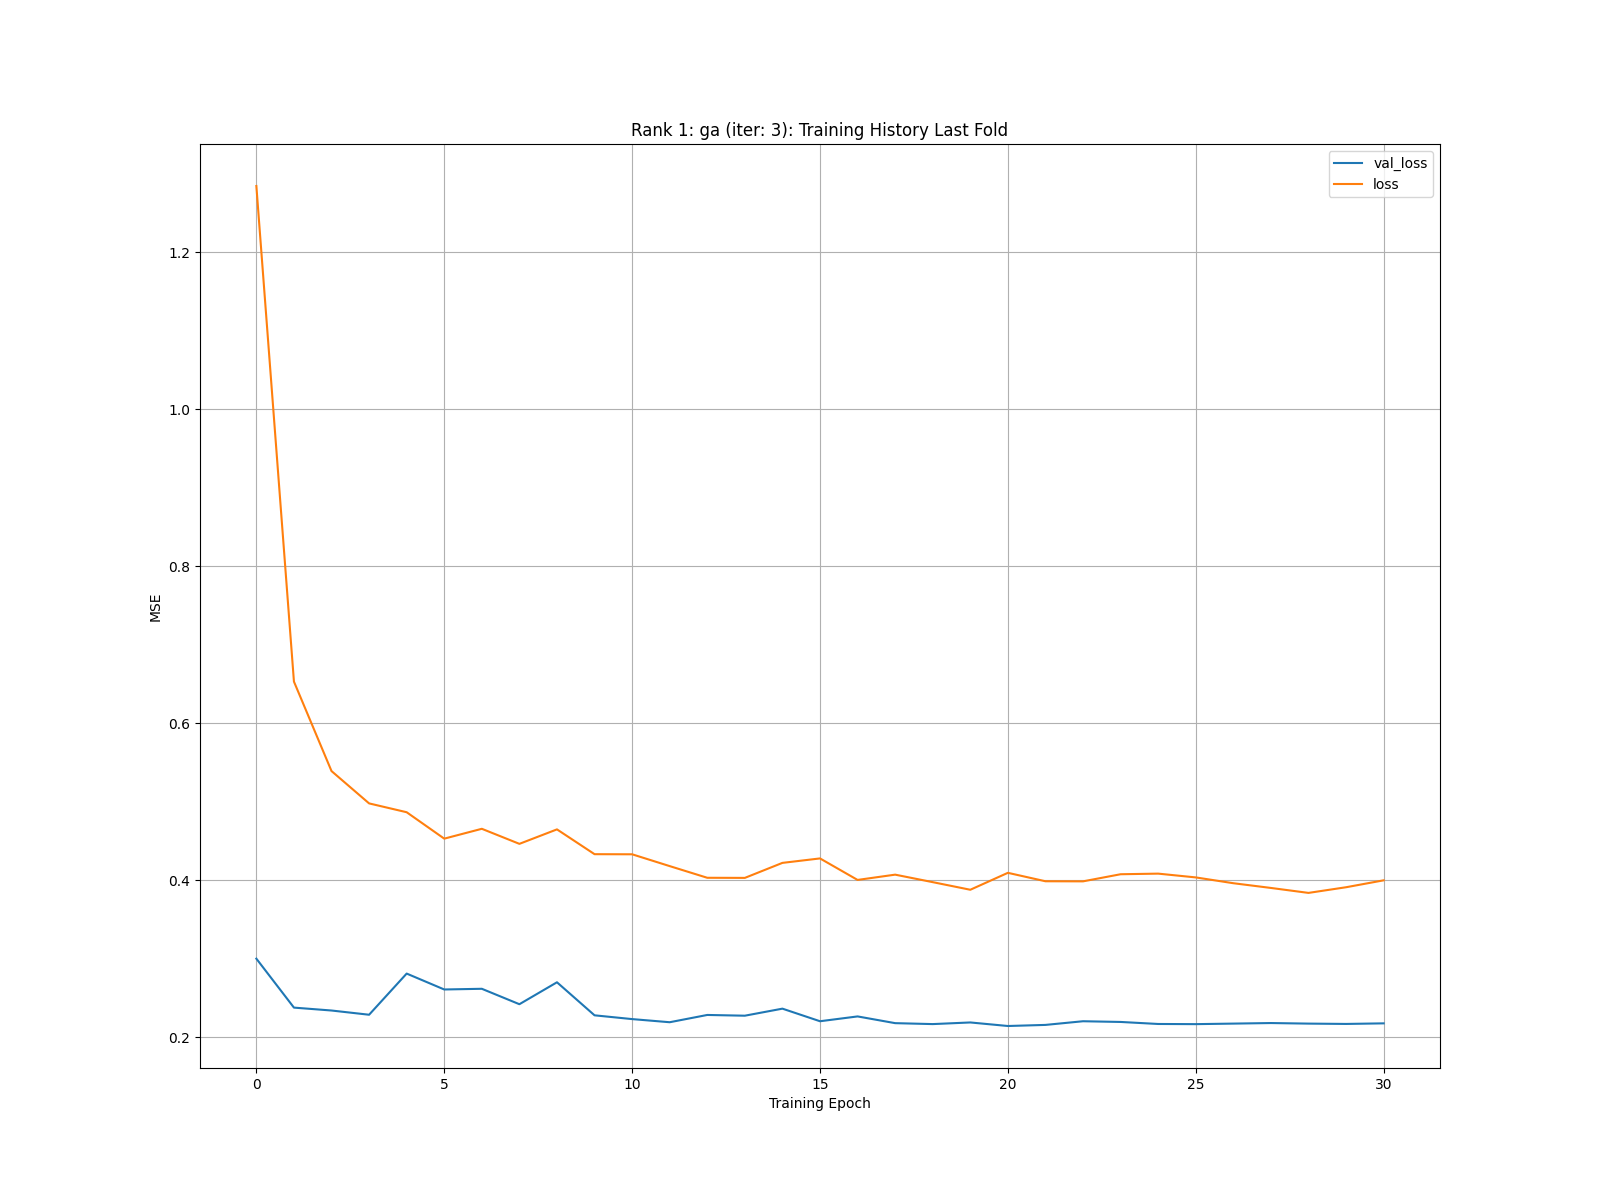 Rank 1: ga (iter: 3): Training History Last Fold
val_loss
loss
1.2
1.0
0.8
0.6
0.4
0.2
MSE
0 5 10 15 20 25 30
Training Epoch